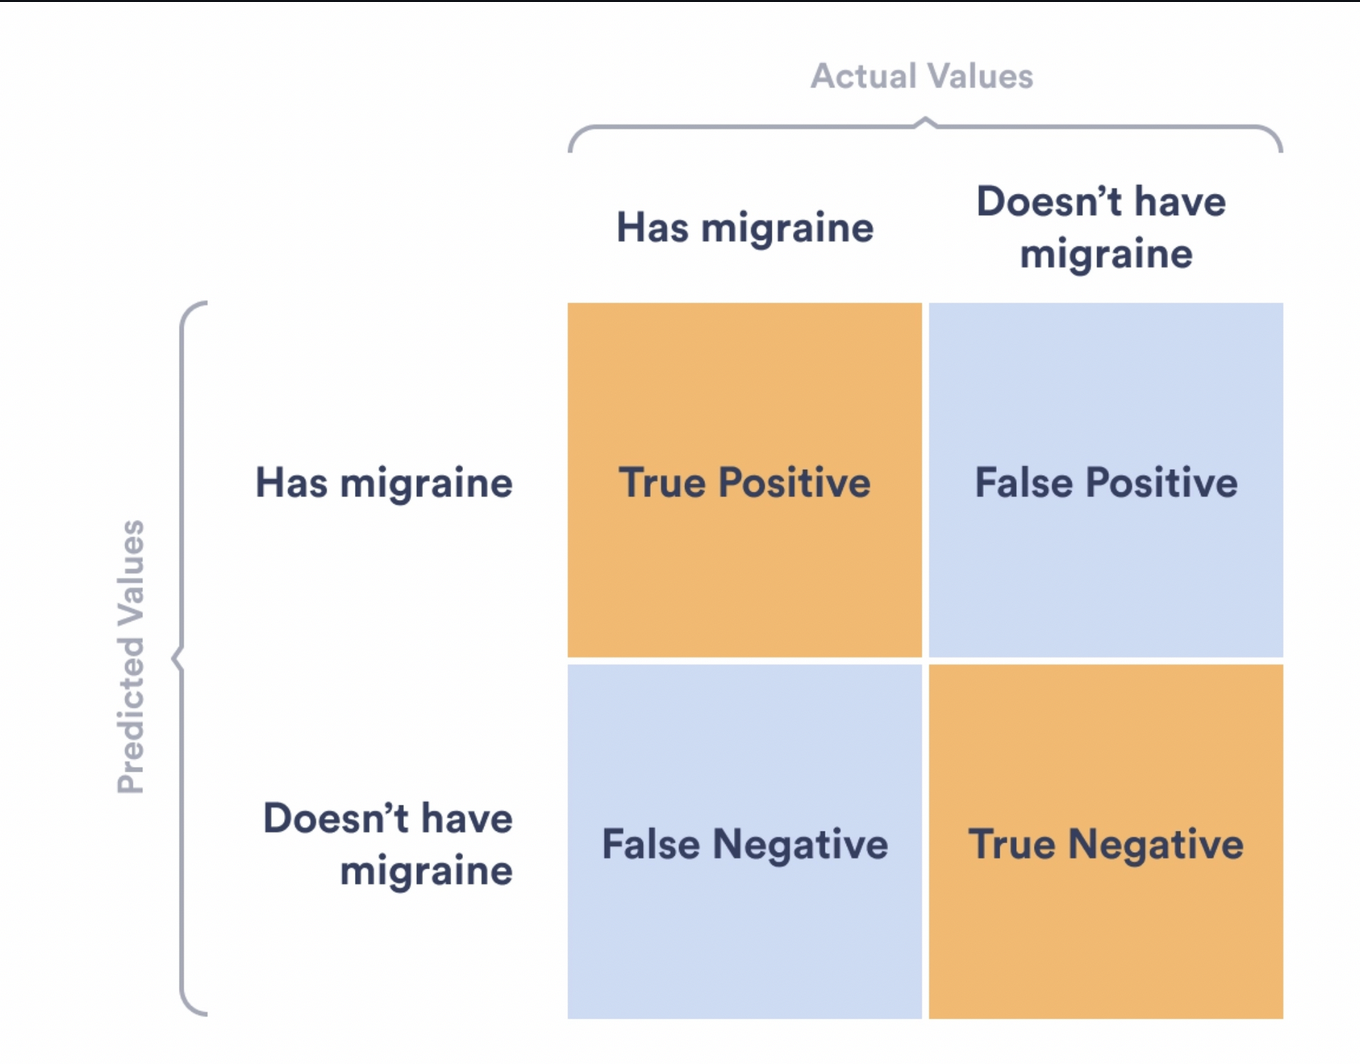 Actual Values
Has migraine
Doesn’t have
migraine
Predicted Values
Has migraine
True Positive
False Positive
Doesn’t have
migraine
False Negative
True Negative